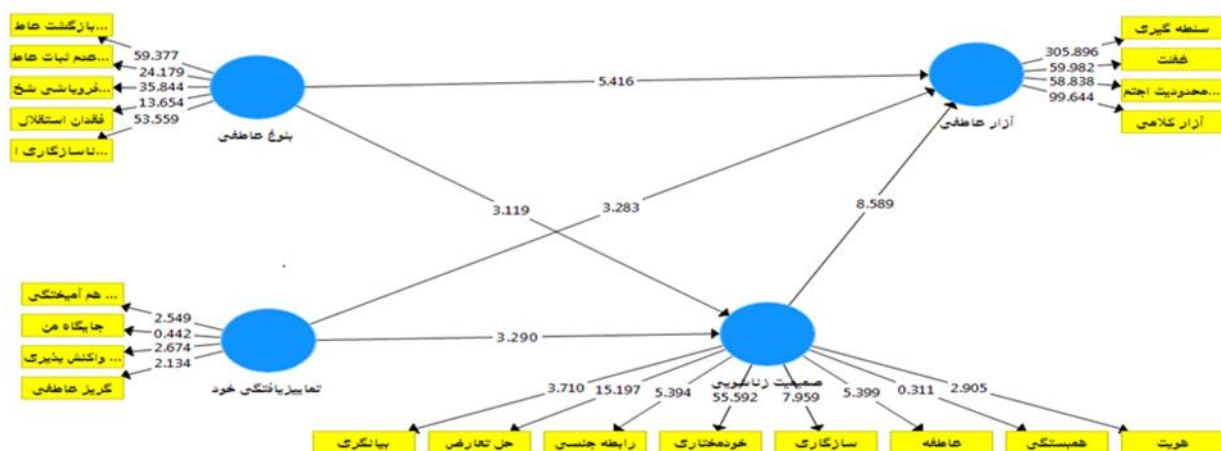 بازگشت عاط...
عدم ثبات عاط...
فروپاشی شخ...
فقدان استقلال
ناسازگاری ا...
59.377
24.179
35.844
13.654
53.559
بلوغ عاطفی
5.416
3.119
3.283
8.589
3.290
سلطه گیری
غفلت
محدودیت اجتم...
آزار کلامی
305.896
59.982
58.838
99.644
آزار عاطفی
هم آمیختگی ...
جایگاه من
واکنش پذیری ...
گریز عاطفی
2.549
0.442
2.674
2.134
تمایزیافتگی خود
صمیمیت زناشویی
3.710
15.197
5.394
55.592
7.959
5.399
0.311
2.905
بیانگری
حل تعارض
رابطه جنسی
خودمختاری
سازگاری
عاطفه
همبستگی
هویت